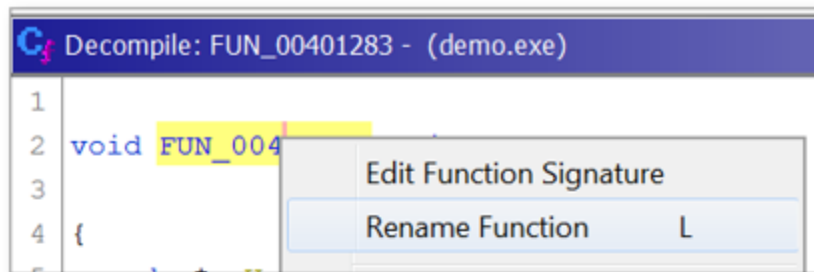 Decompile: FUN_00401283 - (demo.exe)
1
2 void FUN_004
3
Edit Function Signature
4 {
Rename Function L